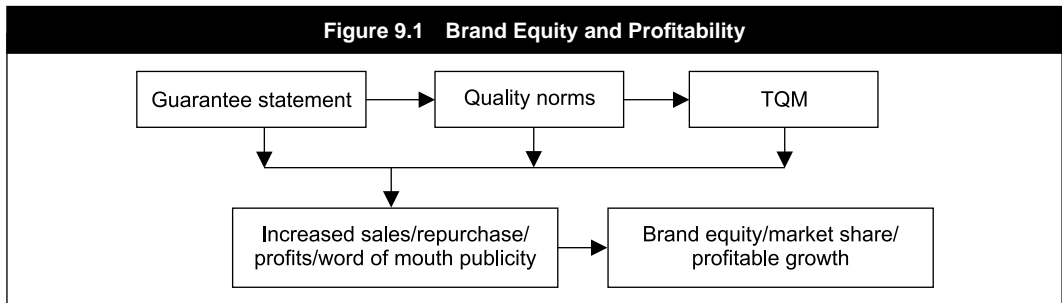 Figure 9.1 Brand Equity and Profitability
Guarantee statement
Quality norms
TQM
Increased sales/repurchase/
profits/word of mouth publicity
Brand equity/market share/
profitable growth